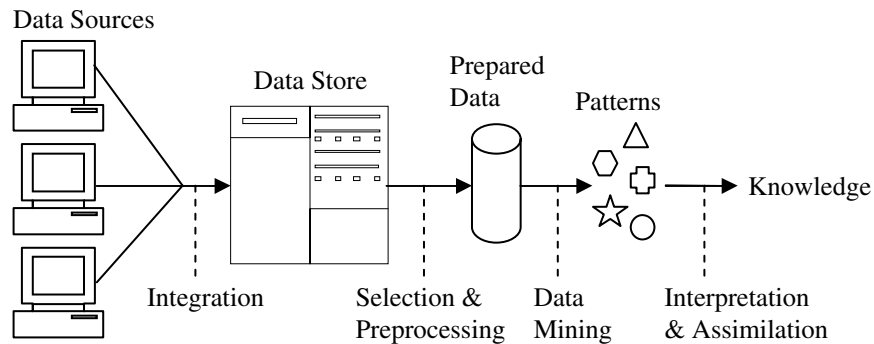 Data Sources
Data Store
Prepared
Data
Patterns
Knowledge
Integration
Selection &
Preprocessing
Data
Mining
Interpretation
& Assimilation